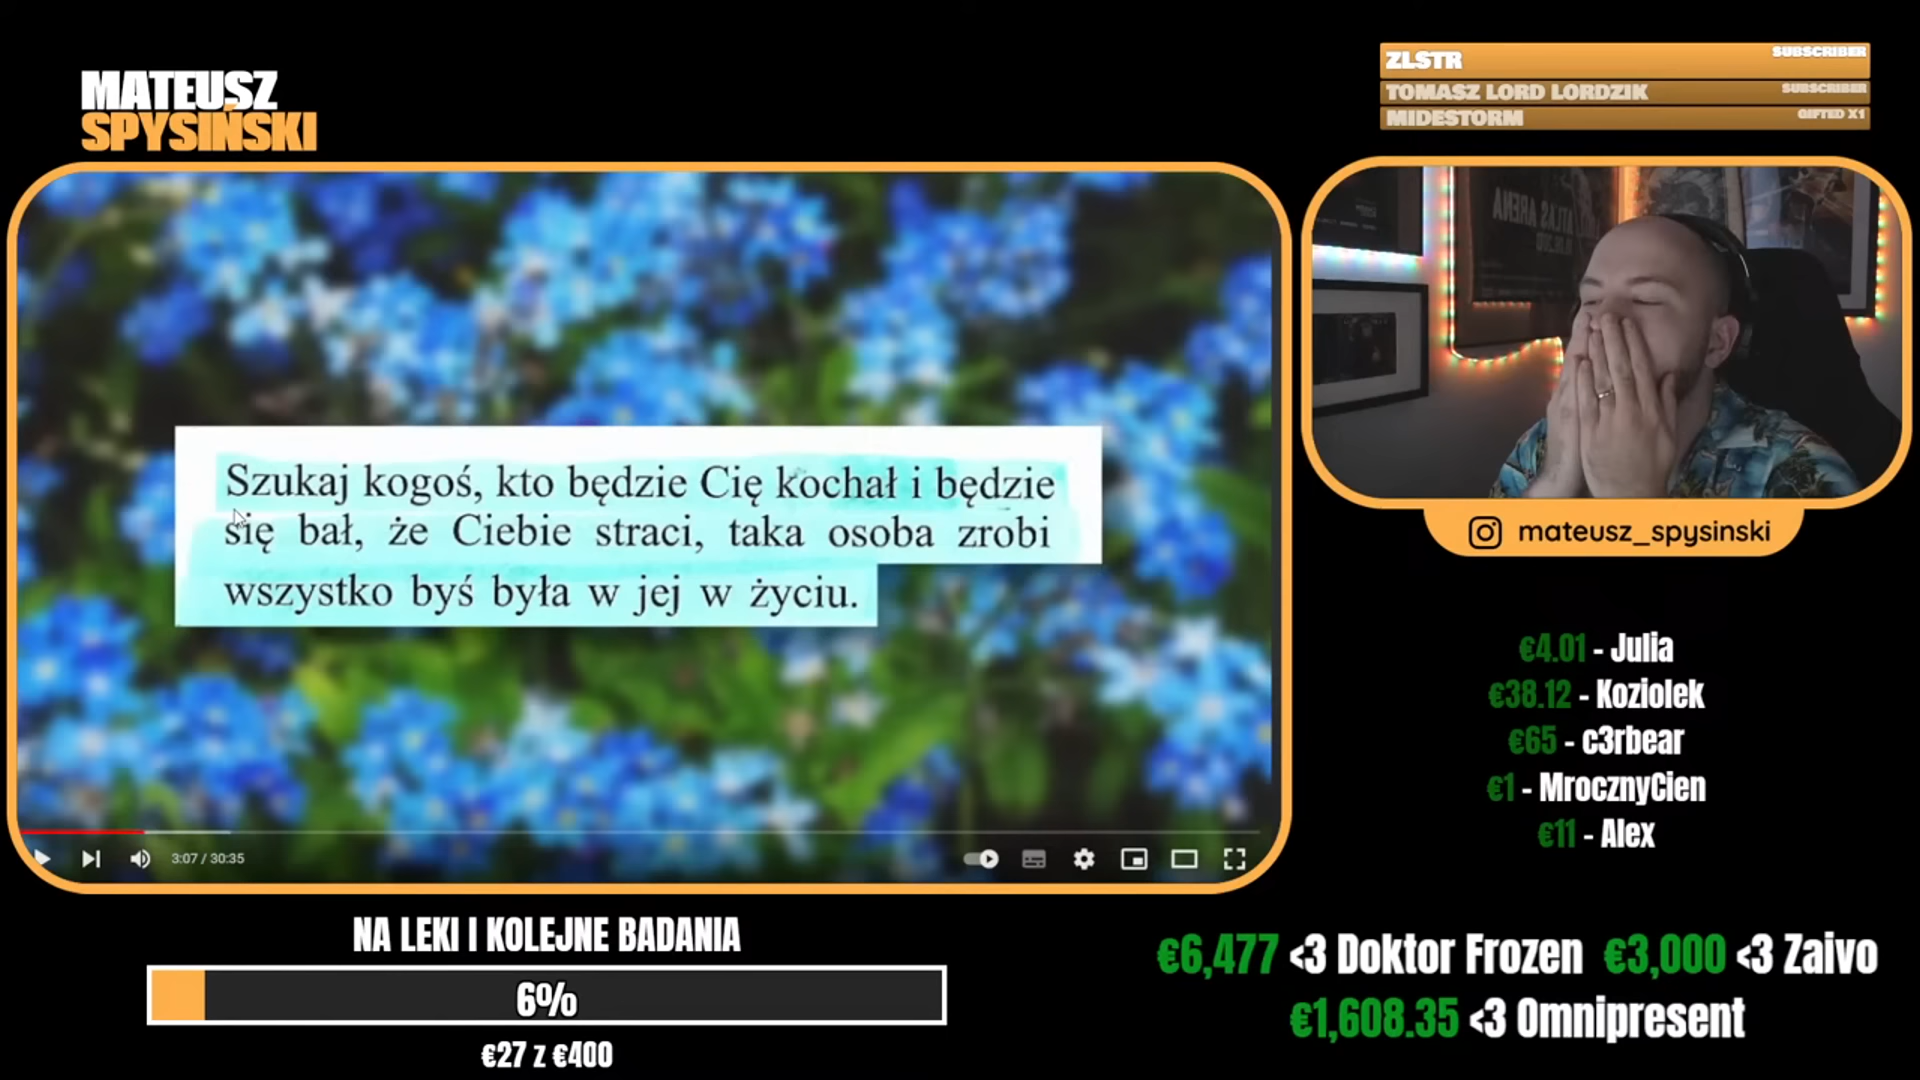 MATEUSZ
SPYSIŃSKI
ZLSTR SUBSCRIBER
TOMASZ LORD LORDZIK SUBSCRIBER
MIDESTORM GIFTED X1
ATLAS ARENA
Szukaj kogoś, kto będzie Cię kochał i będzie
się bał, że Ciebie straci, taka osoba zrobi
wszystko byś była w jej w życiu.
3:07 / 30:35
mateusz_spysinski
€4.01 - Julia
€38.12 - Koziolek
€65 - c3rbear
€1 - MrocznyCien
€11 - Alex
NA LEKI I KOLEJNE BADANIA
6%
€27 z €400
€6,477 <3 Doktor Frozen €3,000 <3 Zaivo
€1,608.35 <3 Omnipresent